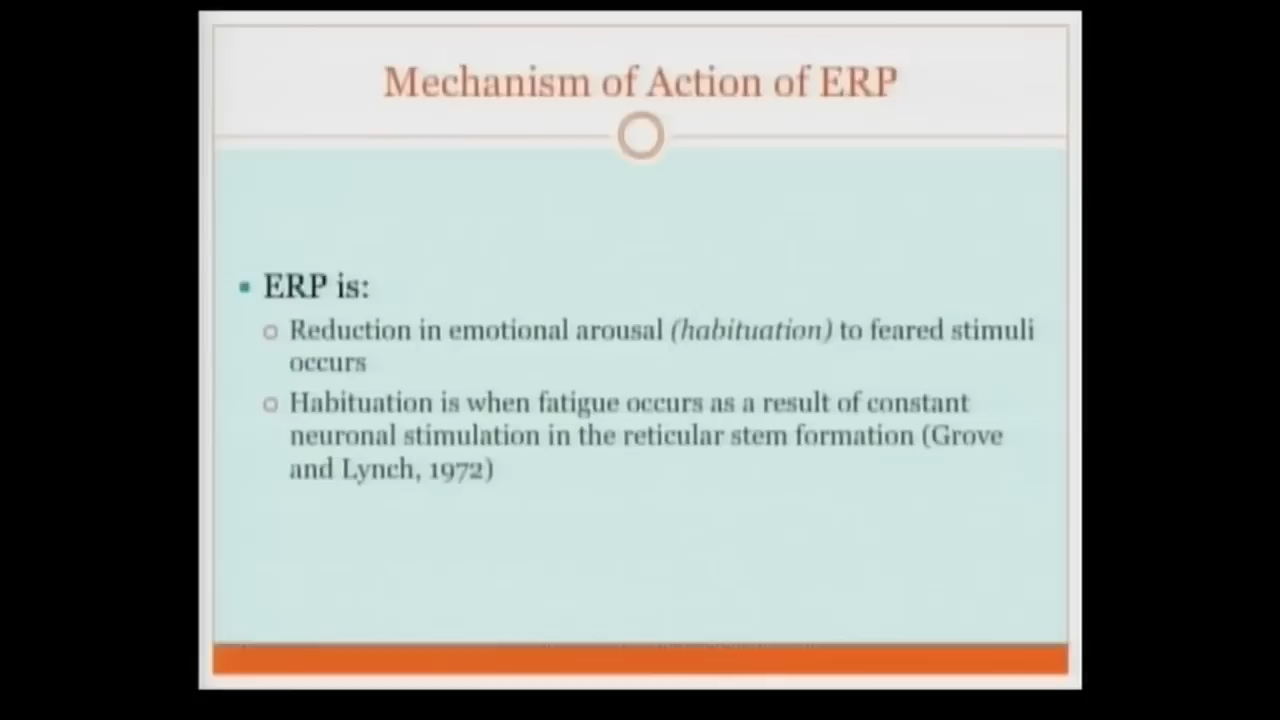 Mechanism of Action of ERP
ERP is:
Reduction in emotional arousal (habituation) to feared stimuli
occurs
Habituation is when fatigue occurs as a result of constant
neuronal stimulation in the reticular stem formation (Grove
and Lynch, 1972)